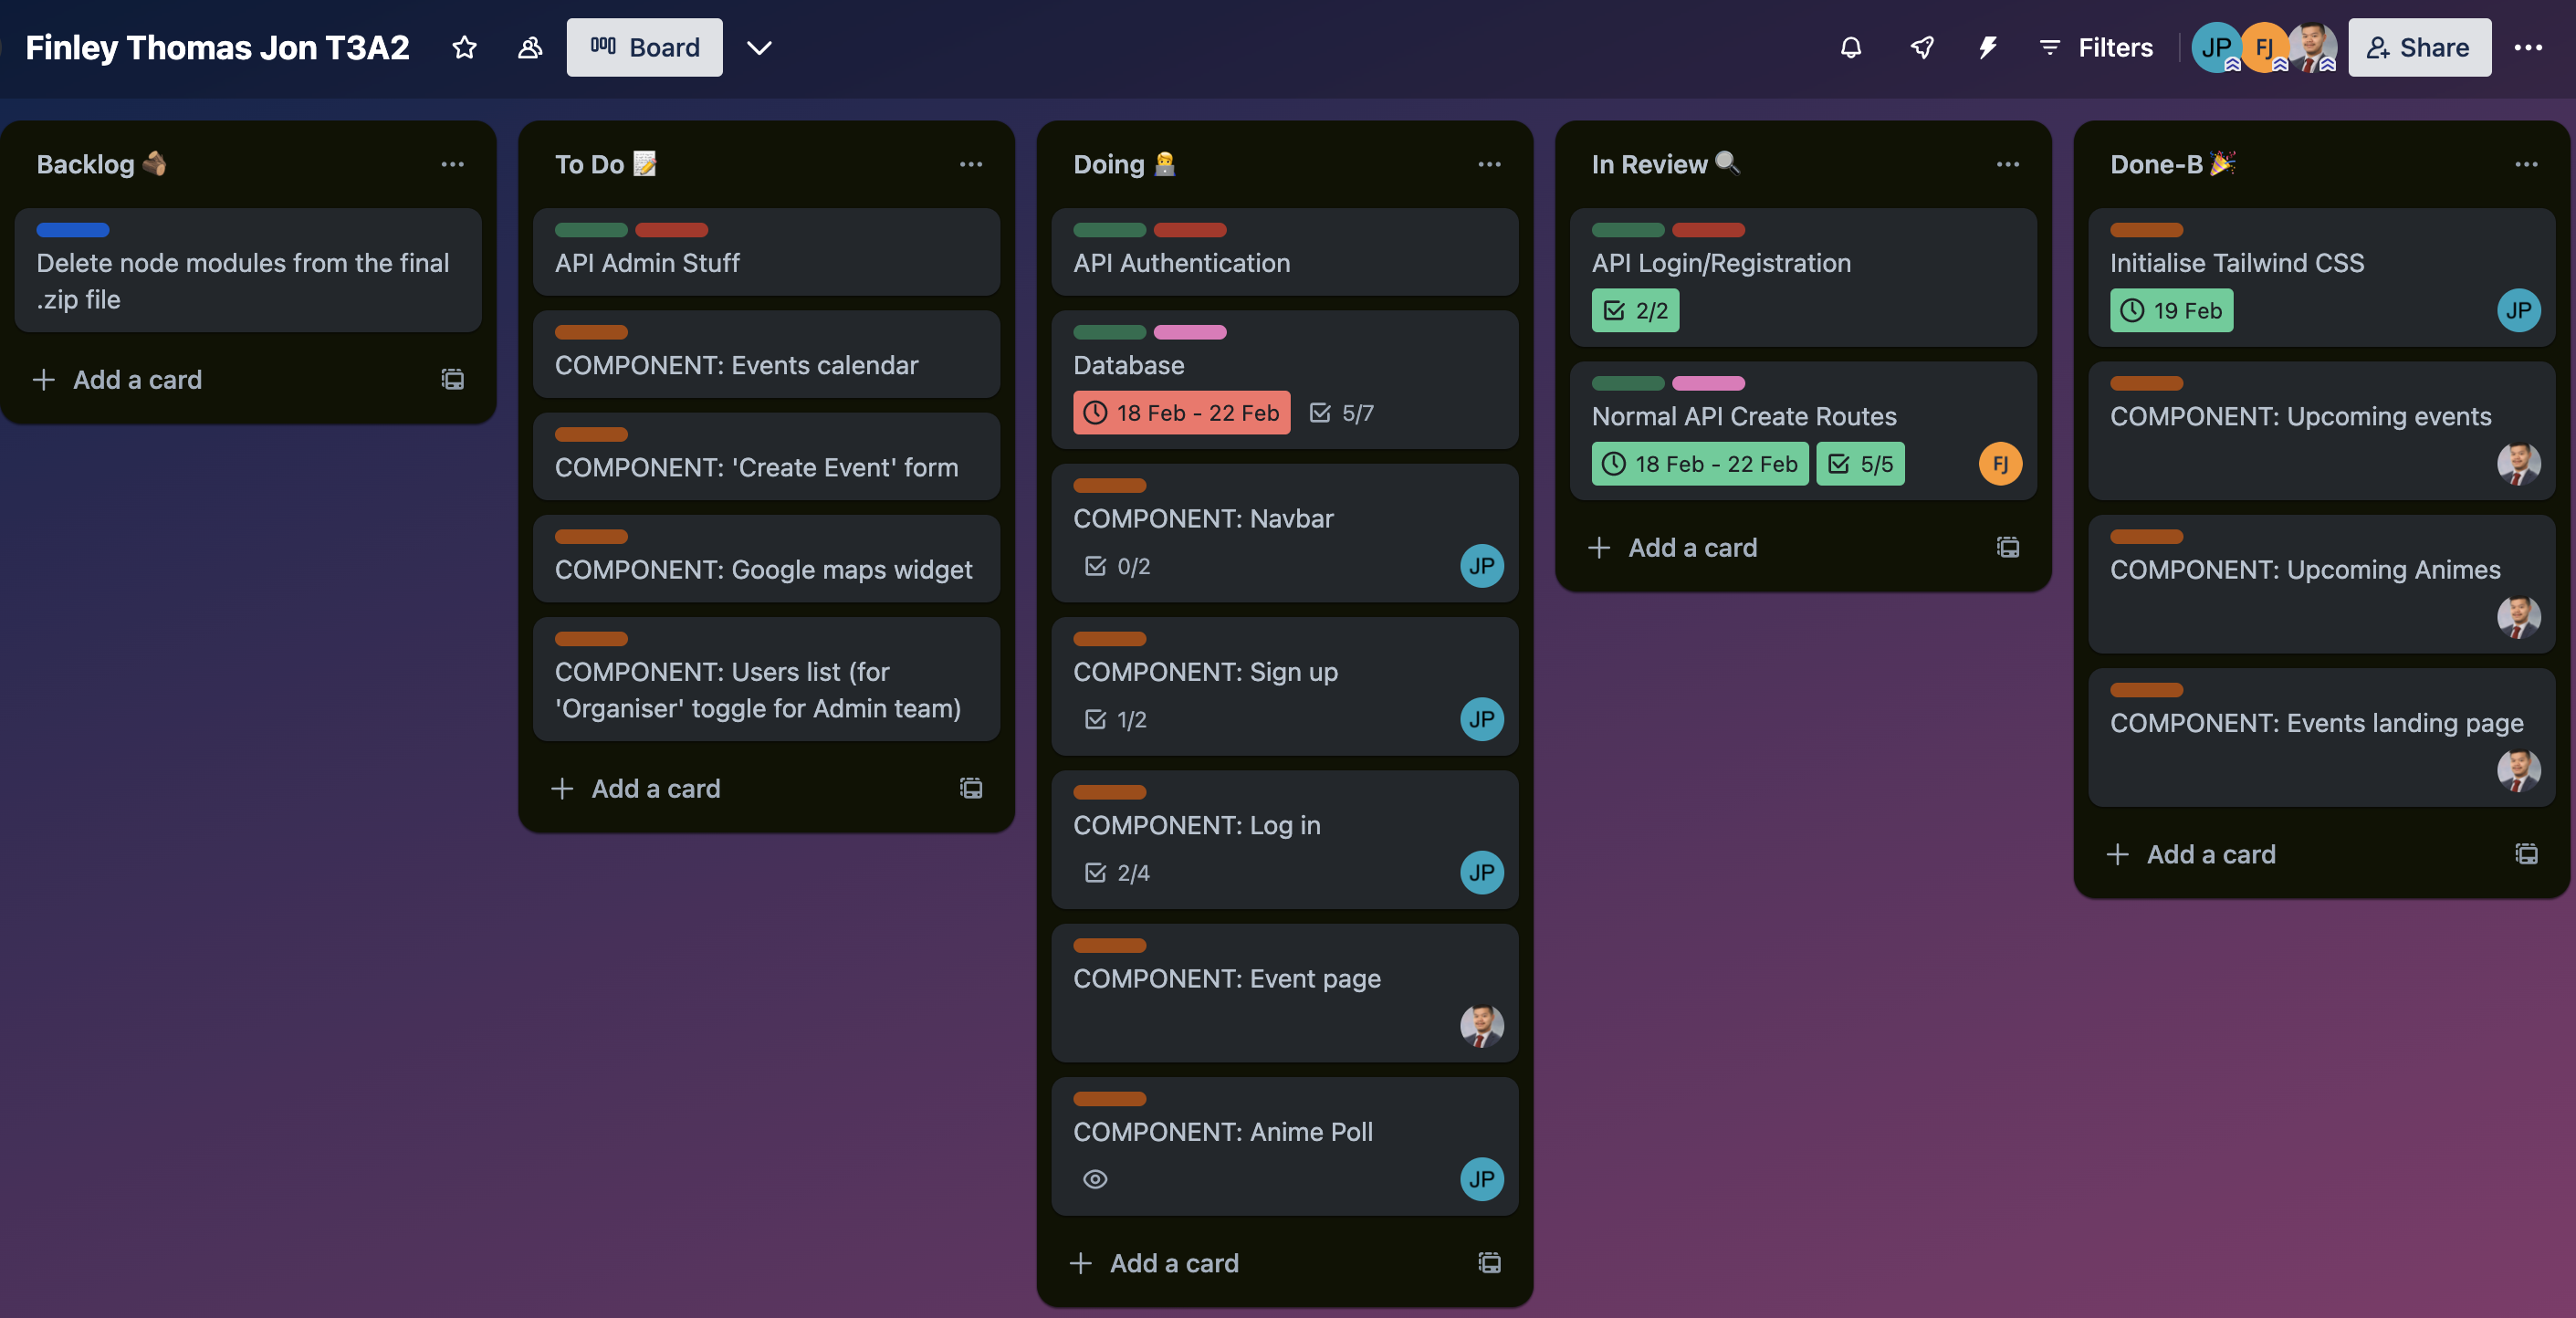 Finley Thomas Jon T3A2
Board
Filters
JP
FJ
Share
Backlog
Delete node modules from the final
.zip file
Add a card
To Do
API Admin Stuff
COMPONENT: Events calendar
COMPONENT: 'Create Event' form
COMPONENT: Google maps widget
COMPONENT: Users list (for
'Organiser' toggle for Admin team)
Add a card
Doing
API Authentication
Database
18 Feb - 22 Feb
5/7
COMPONENT: Navbar
0/2
JP
COMPONENT: Sign up
1/2
JP
COMPONENT: Log in
2/4
JP
COMPONENT: Event page
COMPONENT: Anime Poll
JP
Add a card
In Review
API Login/Registration
2/2
Normal API Create Routes
18 Feb - 22 Feb
5/5
FJ
Add a card
Done-B
Initialise Tailwind CSS
19 Feb
JP
COMPONENT: Upcoming events
COMPONENT: Upcoming Animes
COMPONENT: Events landing page
Add a card